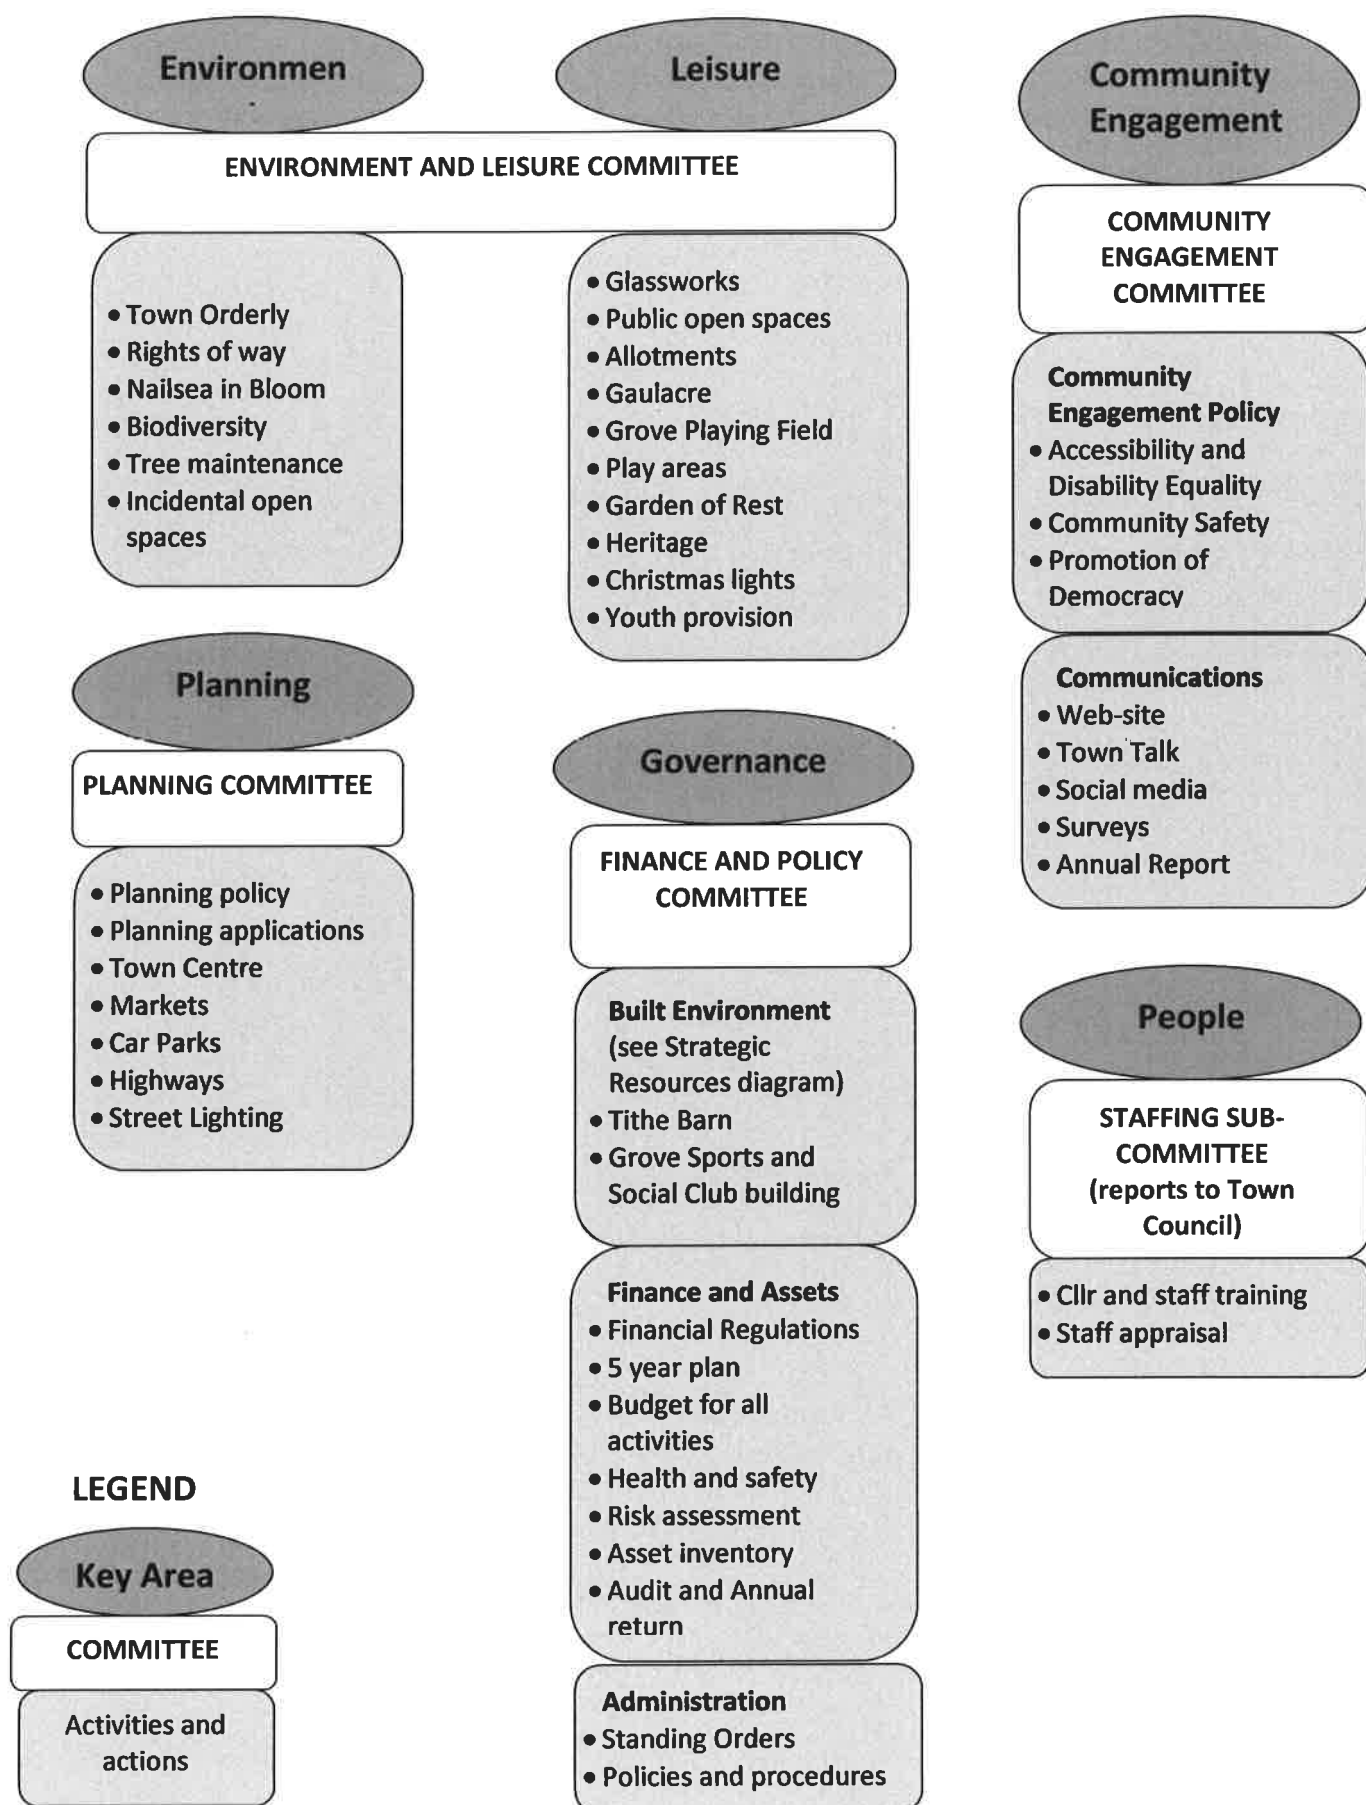 Environmen
Leisure
ENVIRONMENT AND LEISURE COMMITTEE
• Town Orderly
• Rights of way
• Nailsea in Bloom
• Biodiversity
• Tree maintenance
• Incidental open
spaces
• Glassworks
• Public open spaces
• Allotments
• Gaulacre
• Grove Playing Field
• Play areas
• Garden of Rest
• Heritage
• Christmas lights
• Youth provision
Community
Engagement
COMMUNITY
ENGAGEMENT
COMMITTEE
Community
Engagement Policy
• Accessibility and
Disability Equality
• Community Safety
• Promotion of
Democracy
Communications
• Web-site
• Town Talk
• Social media
• Surveys
• Annual Report
Planning
PLANNING COMMITTEE
• Planning policy
• Planning applications
• Town Centre
• Markets
• Car Parks
• Highways
• Street Lighting
Governance
FINANCE AND POLICY
COMMITTEE
Built Environment
(see Strategic
Resources diagram)
• Tithe Barn
• Grove Sports and
Social Club building
Finance and Assets
• Financial Regulations
• 5 year plan
• Budget for all
activities
• Health and safety
• Risk assessment
• Asset inventory
• Audit and Annual
return
Administration
• Standing Orders
• Policies and procedures
People
STAFFING SUB-
COMMITTEE
(reports to Town
Council)
• Cllr and staff training
• Staff appraisal
LEGEND
Key Area
COMMITTEE
Activities and
actions